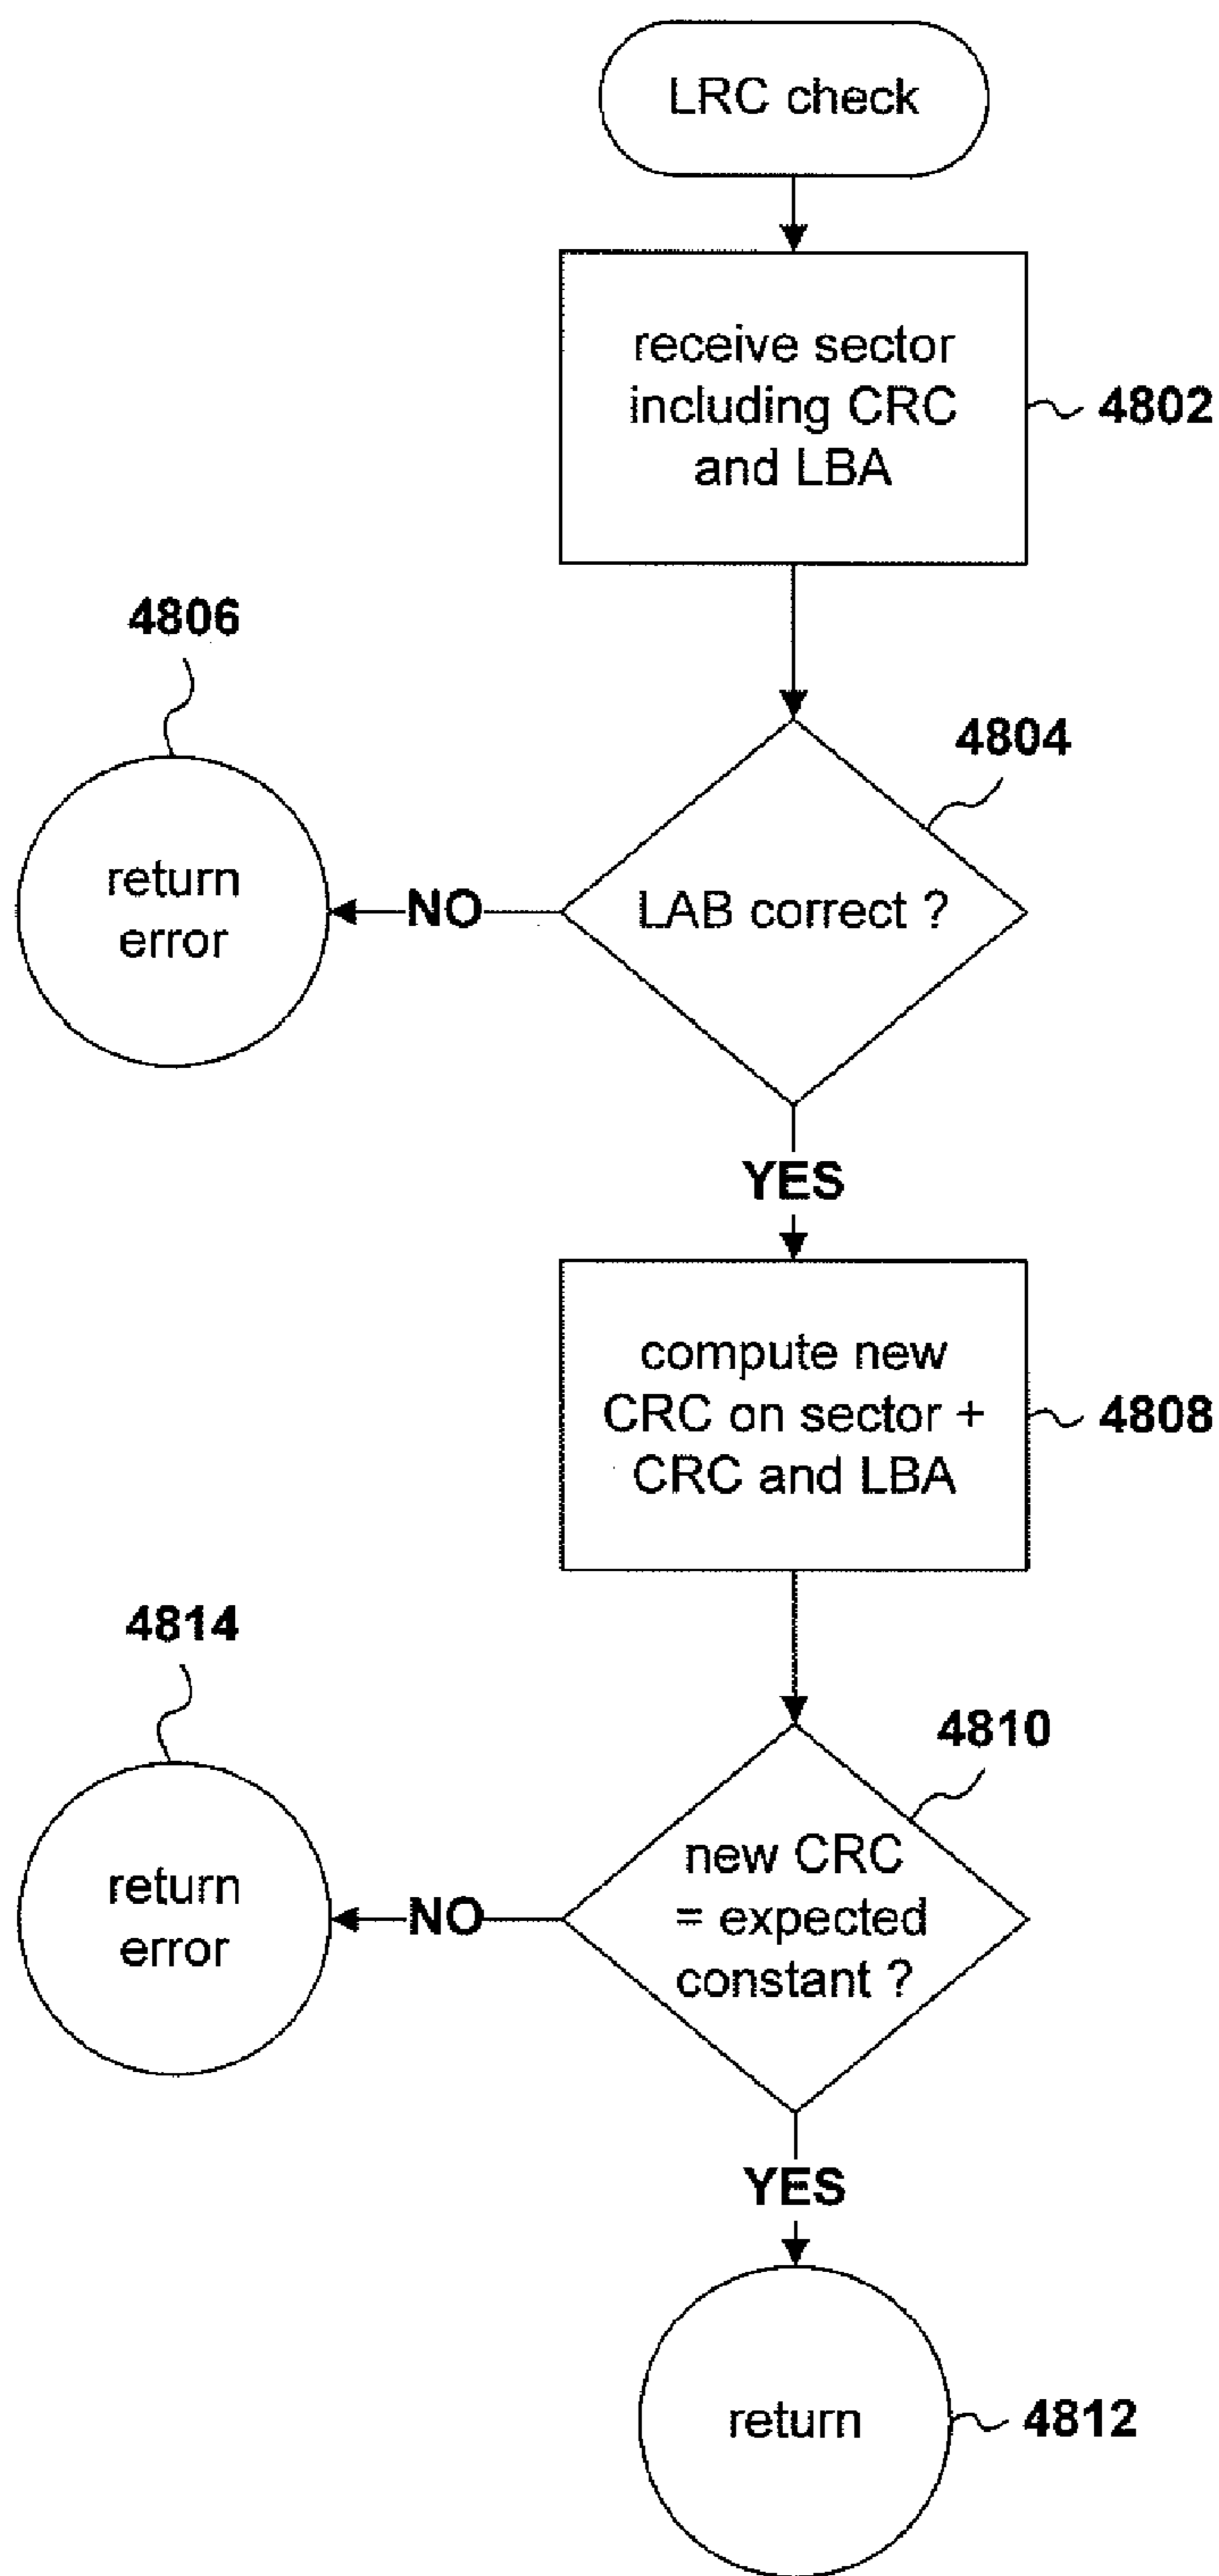 LRC check
receive sector
including CRC
and LBA
4802
4806
4804
return
error
NO
LAB correct ?
YES
compute new
CRC on sector +
CRC and LBA
4808
4814
4810
return
error
NO
new CRC
= expected
constant ?
YES
return
4812